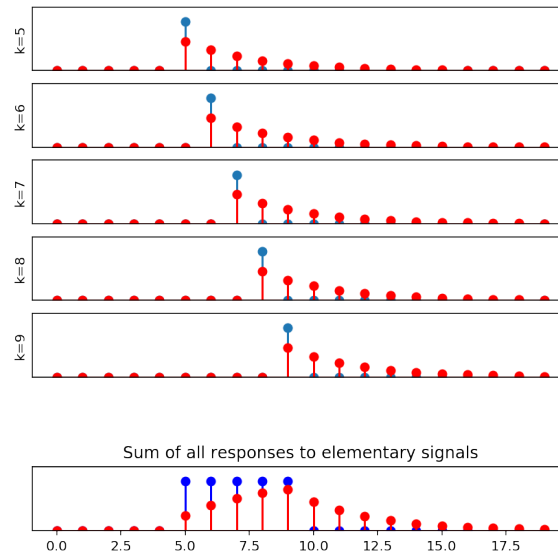 k=5
k=6
k=7
k=8
k=9
Sum of all responses to elementary signals
0.0 2.5 5.0 7.5 10.0 12.5 15.0 17.5